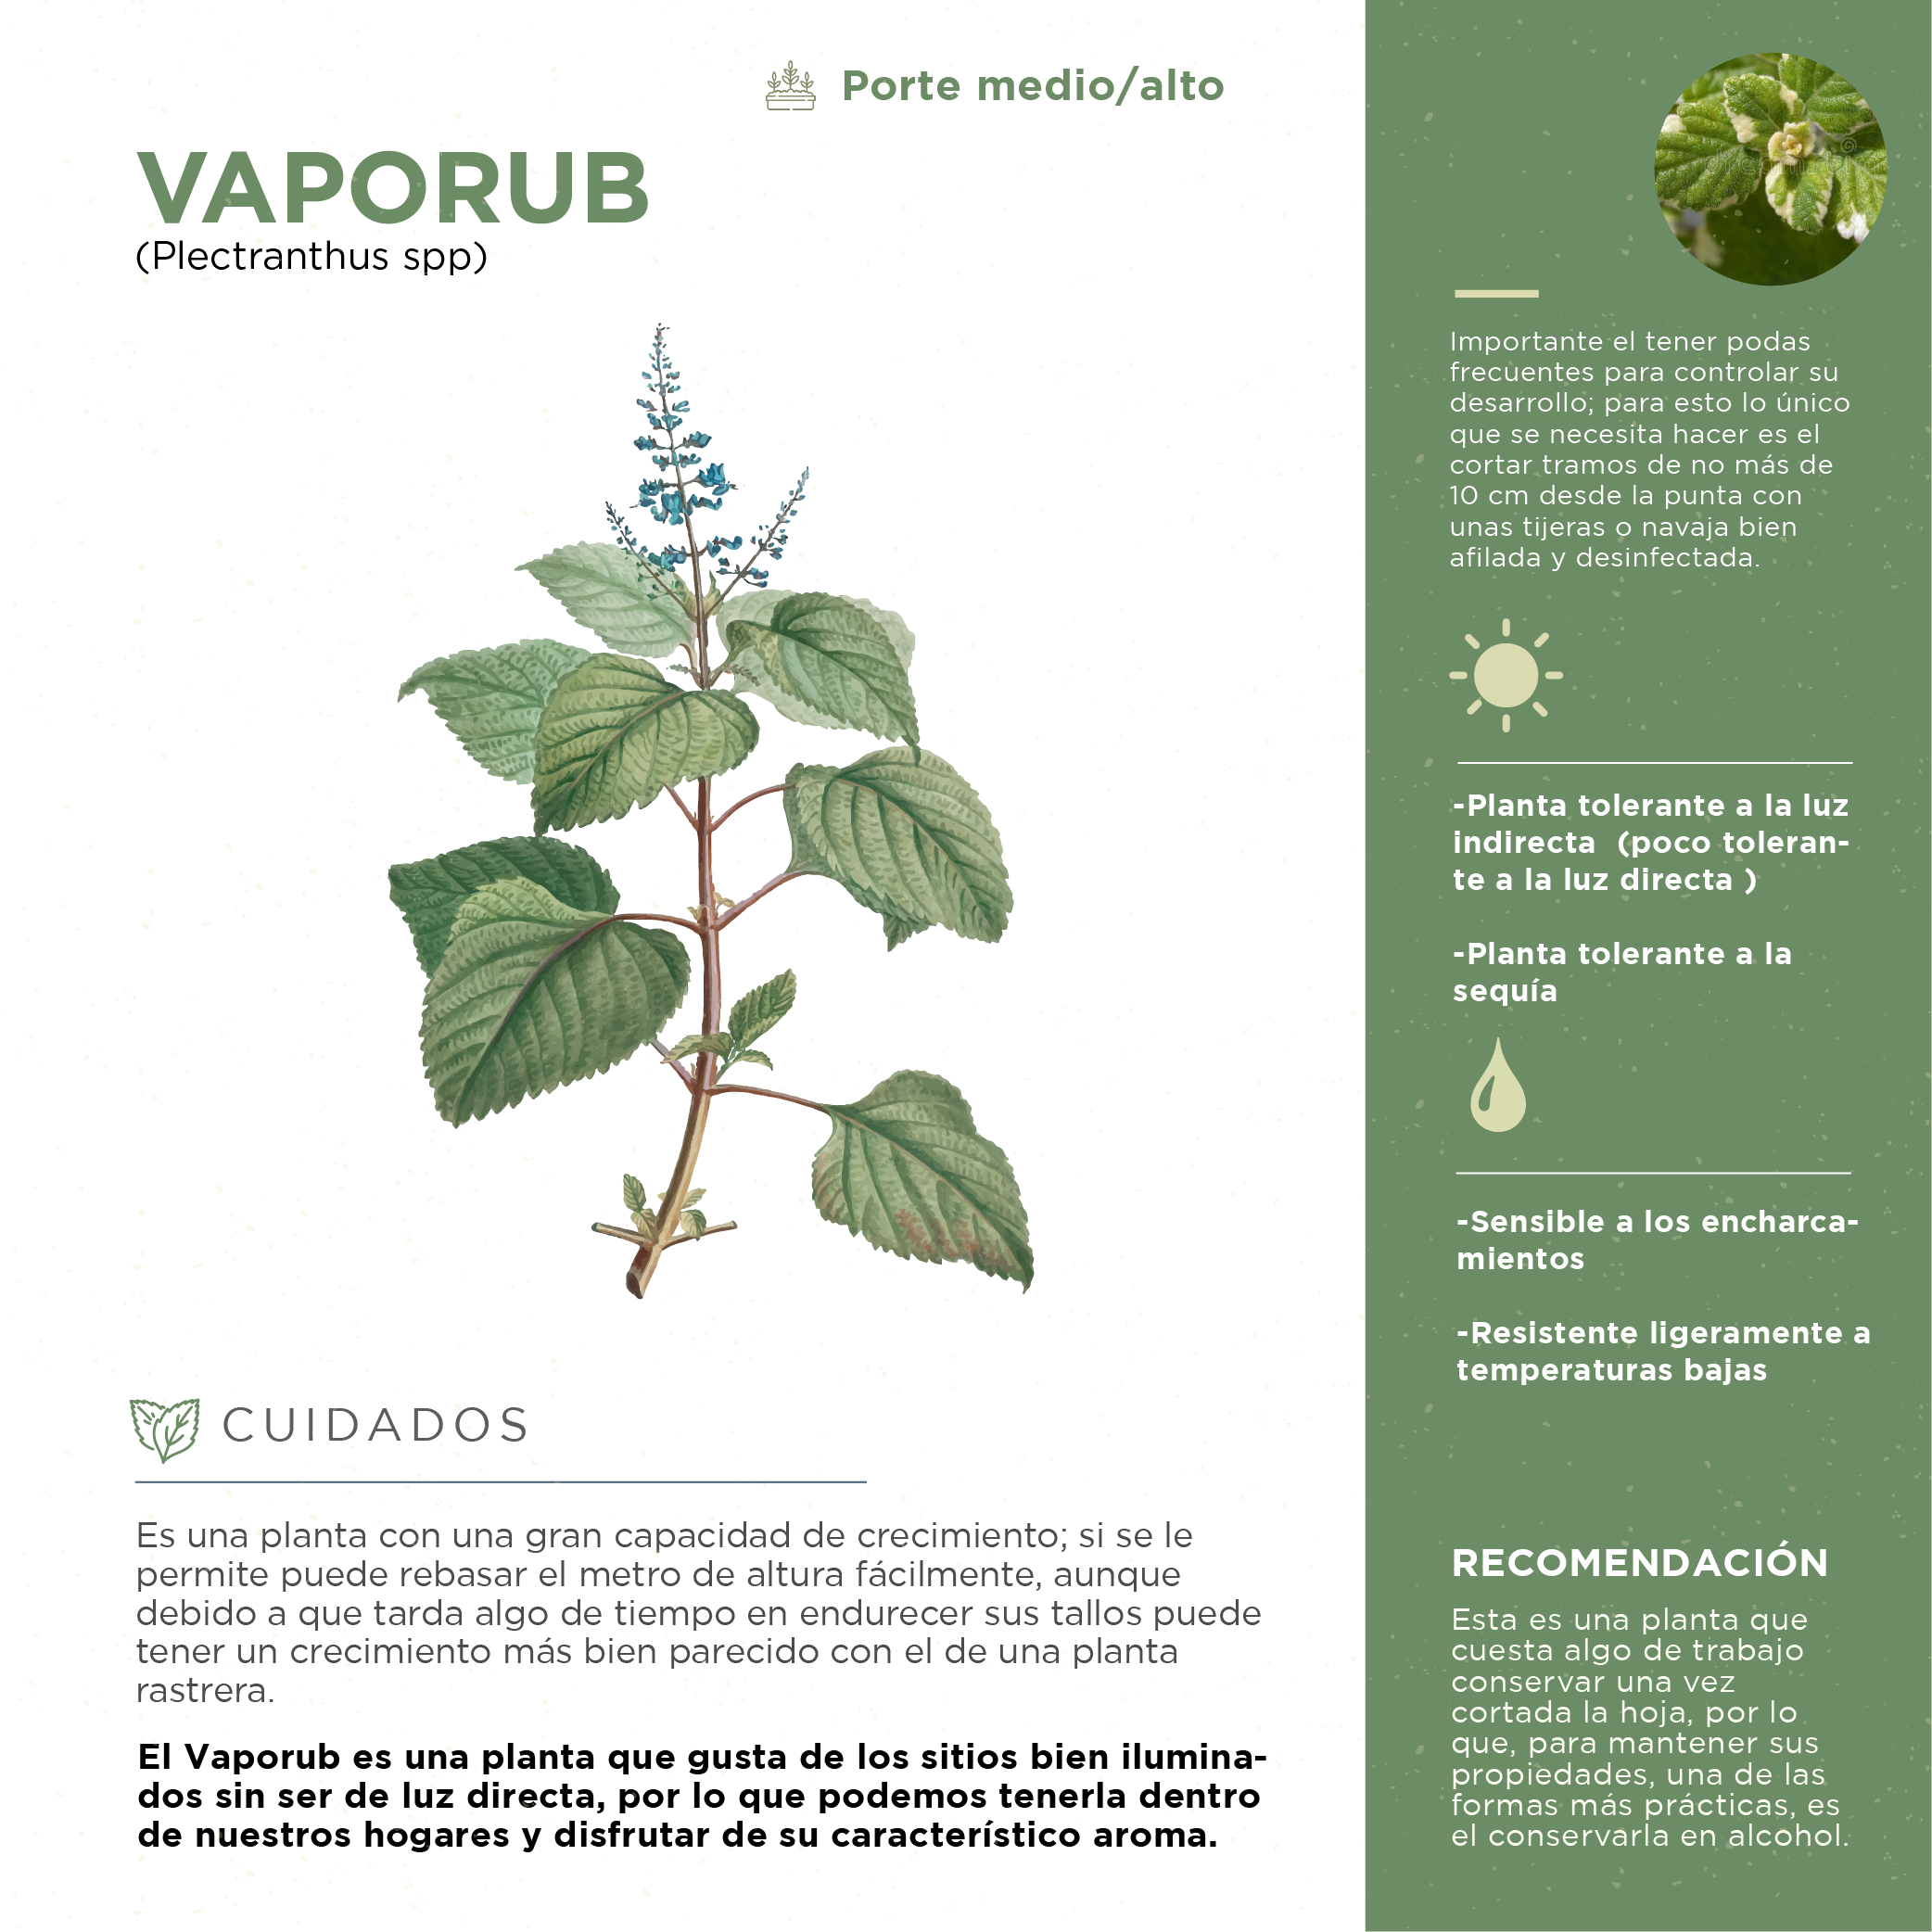 Porte medio/alto
VAPORUB
(Plectranthus spp)
Importante el tener podas
frecuentes para controlar su
desarrollo; para esto lo único
que se necesita hacer es el
cortar tramos de no más de
10 cm desde la punta con
unas tijeras o navaja bien
afilada y desinfectada.
-Planta tolerante a la luz
indirecta  (poco toleran-
te a la luz directa )
-Planta tolerante a la
sequía
-Sensible a los encharca-
mientos
-Resistente ligeramente a
temperaturas bajas
CUIDADOS
Es una planta con una gran capacidad de crecimiento; si se le
permite puede rebasar el metro de altura fácilmente, aunque
debido a que tarda algo de tiempo en endurecer sus tallos puede
tener un crecimiento más bien parecido con el de una planta
rastrera.
El Vaporub es una planta que gusta de los sitios bien ilumina-
dos sin ser de luz directa, por lo que podemos tenerla dentro
de nuestros hogares y disfrutar de su característico aroma.
RECOMENDACIÓN
Esta es una planta que
cuesta algo de trabajo
conservar una vez
cortada la hoja, por lo
que, para mantener sus
propiedades, una de las
formas más prácticas, es
el conservarla en alcohol.